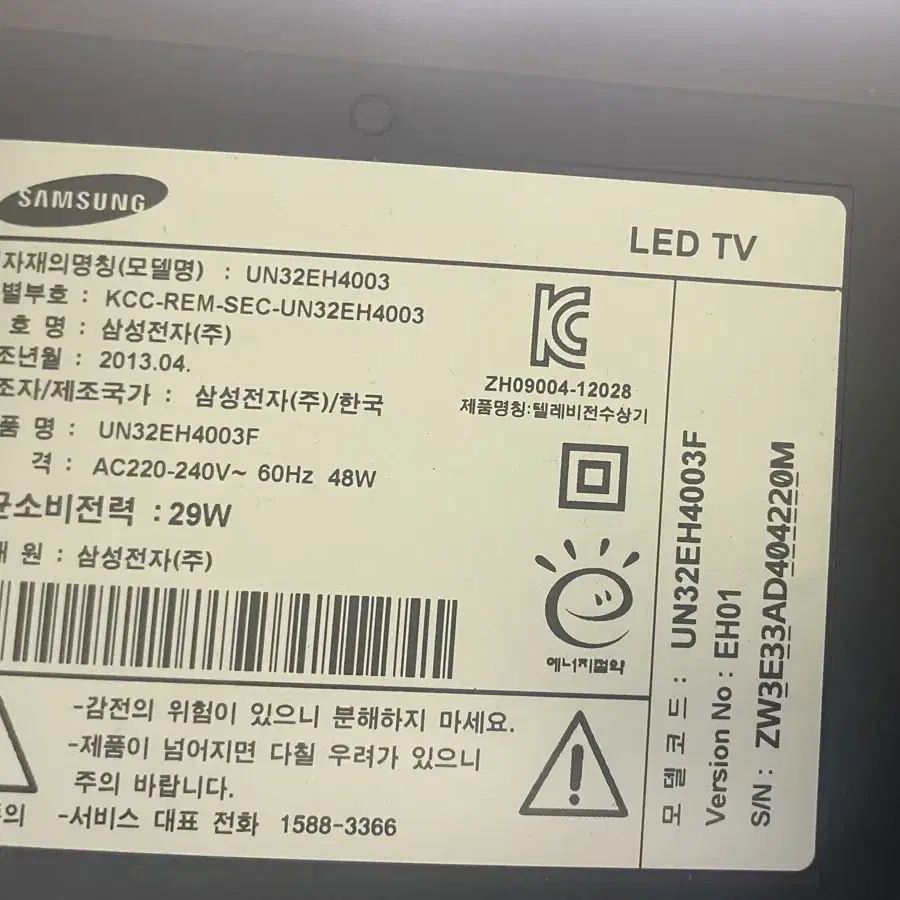 SAMSUNG
LED TV
자재의명칭(모델명) : UN32EH4003
별부호 : KCC-REM-SEC-UN32EH4003
호 명 : 삼성전자(주)
조년월 : 2013.04.
조자/제조국가 : 삼성전자(주)/한국
품 명 : UN32EH4003F
격 : AC220-240V~ 60Hz 48W
균소비전력 : 29W
원 : 삼성전자(주)
ZH09004-12028
제품명칭:텔레비전수상기
에너지절약
-감전의 위험이 있으니 분해하지 마세요.
-제품이 넘어지면 다칠 우려가 있으니
주의 바랍니다.
의 -서비스 대표 전화 1588-3366
모 델 코 드 : UN32EH4003F
Version No : EH01
S/N : ZW3E33AD404220M